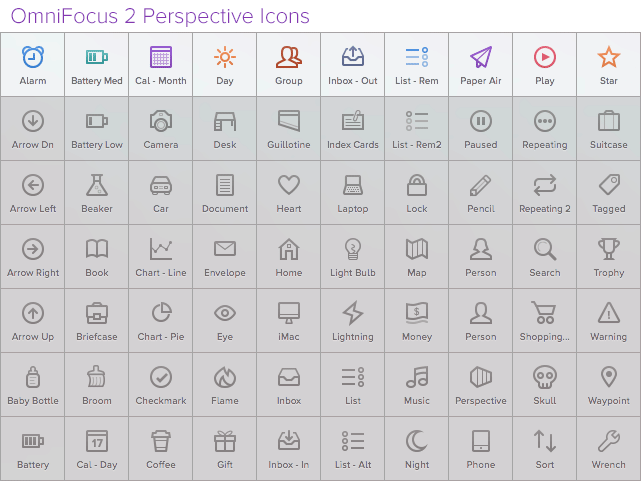 OmniFocus 2 Perspective Icons
Alarm Battery Med Cal - Month Day Group Inbox - Out List - Rem Paper Air Play Star
Arrow Dn Battery Low Camera Desk Guillotine Index Cards List - Rem2 Paused Repeating Suitcase
Arrow Left Beaker Car Document Heart Laptop Lock Pencil Repeating 2 Tagged
Arrow Right Book Chart - Line Envelope Home Light Bulb Map Person Search Trophy
$
Arrow Up Briefcase Chart - Pie Eye iMac Lightning Money Person Shopping... Warning
Baby Bottle Broom Checkmark Flame Inbox List Music Perspective Skull Waypoint
17
Battery Cal - Day Coffee Gift Inbox - In List - Alt Night Phone Sort Wrench